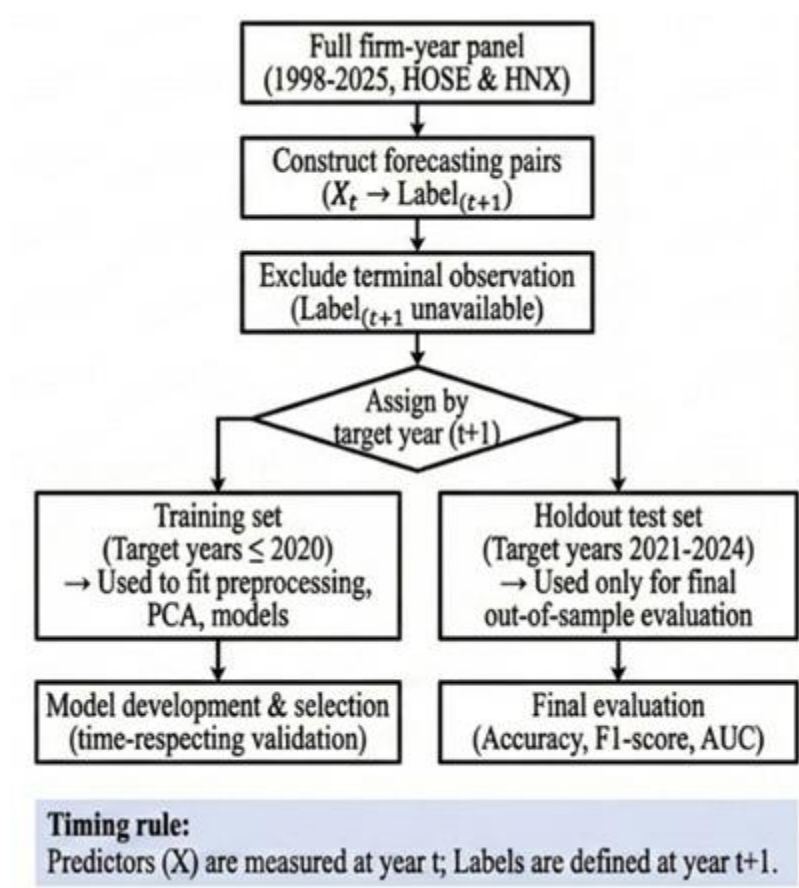 Full firm-year panel
(1998-2025, HOSE & HNX)
Construct forecasting pairs
(Xₜ → Label₍ₜ₊₁₎)
Exclude terminal observation
(Label₍ₜ₊₁ unavailable)
Assign by
target year (t+1)
Training set
(Target years ≤ 2020)
→ Used to fit preprocessing,
PCA, models
Holdout test set
(Target years 2021-2024)
→ Used only for final
out-of-sample evaluation
Model development & selection
(time-respecting validation)
Final evaluation
(Accuracy, F1-score, AUC)
Timing rule:
Predictors (X) are measured at year t; Labels are defined at year t+1.